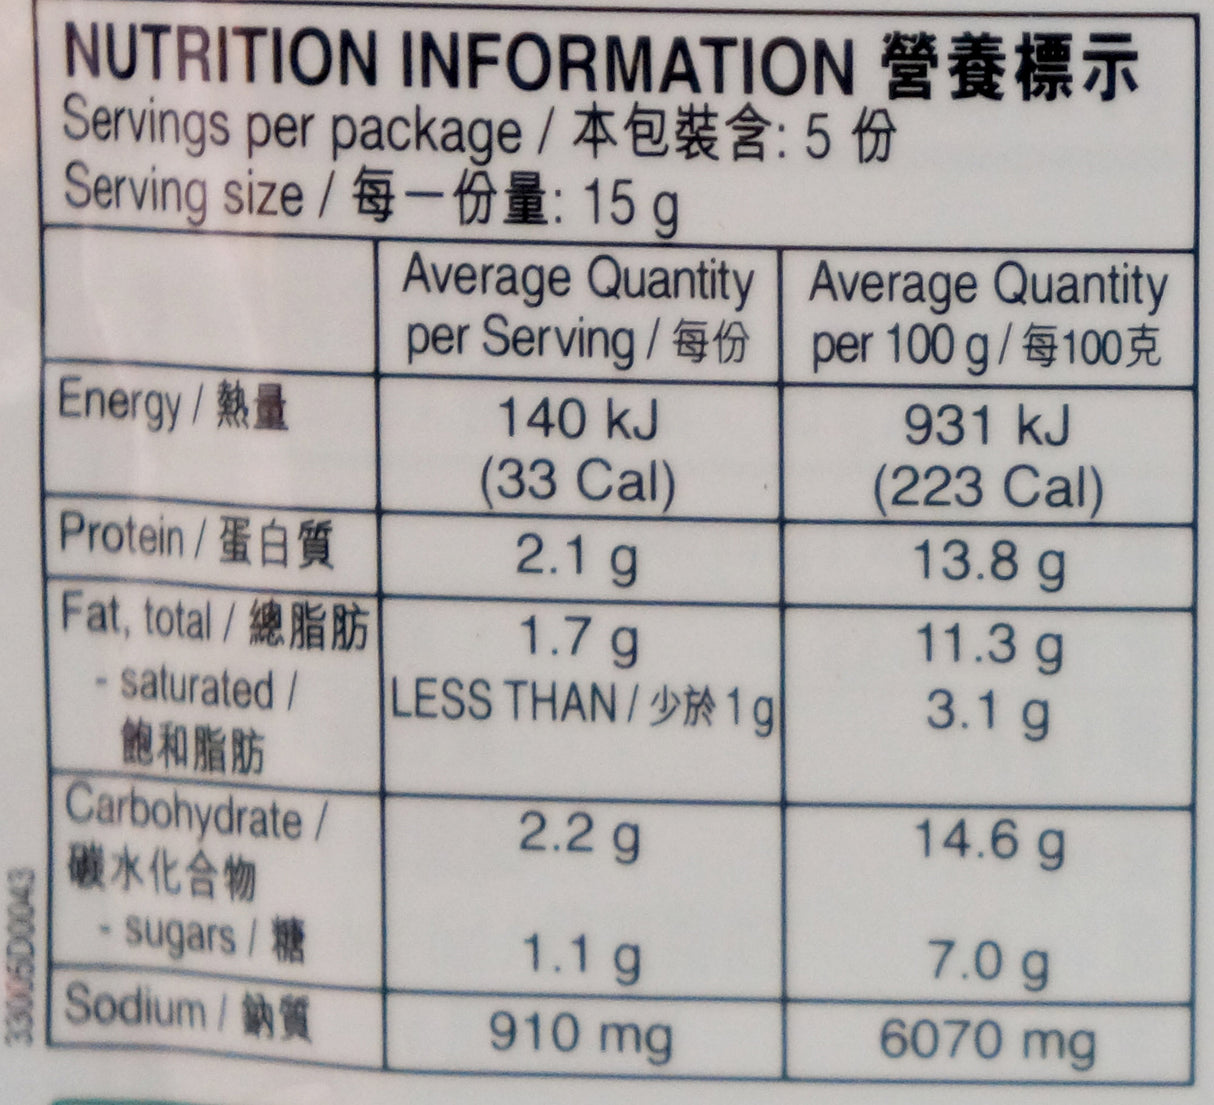 NUTRITION INFORMATION 營養標示
Servings per package / 本包裝含: 5 份
Serving size / 每一份量: 15 g
Average Quantity per Serving / 每份
Average Quantity per 100 g / 每100克
Energy / 熱量
140 kJ
931 kJ
(33 Cal)
(223 Cal)
Protein / 蛋白質
2.1 g
13.8 g
Fat, total / 總脂肪
1.7 g
11.3 g
- saturated /
飽和脂肪
LESS THAN / 少於 1 g
3.1 g
Carbohydrate /
碳水化合物
2.2 g
14.6 g
- sugars / 糖
1.1 g
7.0 g
Sodium / 鈉質
910 mg
6070 mg